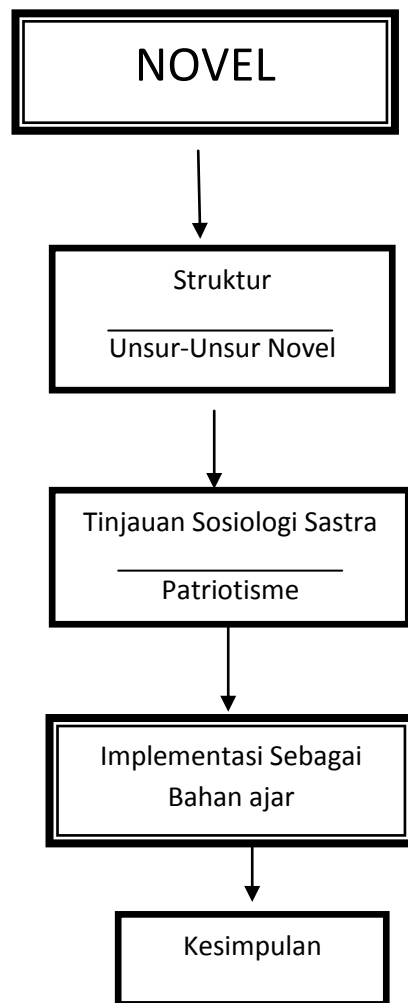 NOVEL
Struktur
Unsur-Unsur Novel
Tinjauan Sosiologi Sastra
Patriotisme
Implementasi Sebagai
Bahan ajar
Kesimpulan